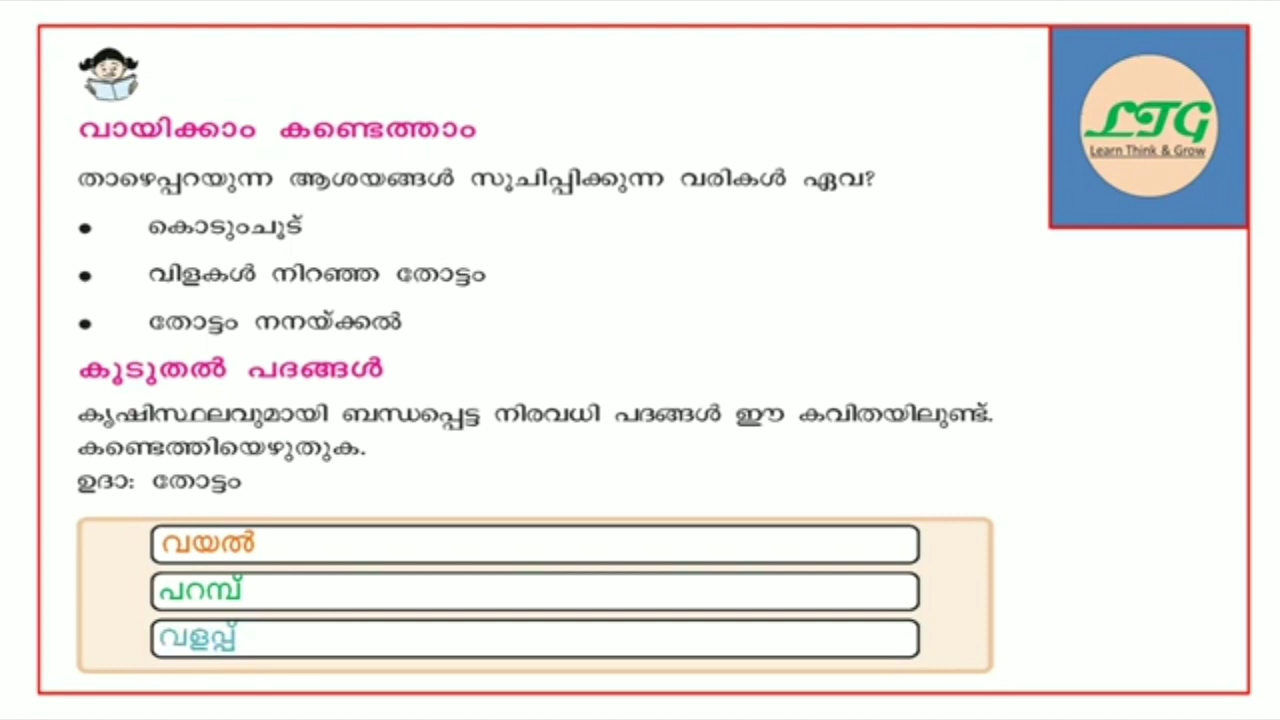 LTG
Learn Think & Grow
വായിക്കാം കണ്ടെത്താം
താഴെപ്പറയുന്ന ആശയങ്ങൾ സൂചിപ്പിക്കുന്ന വരികൾ ഏവ?
• കൊടുംചൂട്
• വിളകൾ നിറഞ്ഞ തോട്ടം
• തോട്ടം നനയ്ക്കൽ
കൂടുതൽ പദങ്ങൾ
കൃഷിസ്ഥലവുമായി ബന്ധപ്പെട്ട നിരവധി പദങ്ങൾ ഈ കവിതയിലുണ്ട്.
കണ്ടെത്തിയെഴുതുക.
ഉദാ: തോട്ടം
വയൽ
പറമ്പ്
വളപ്പ്